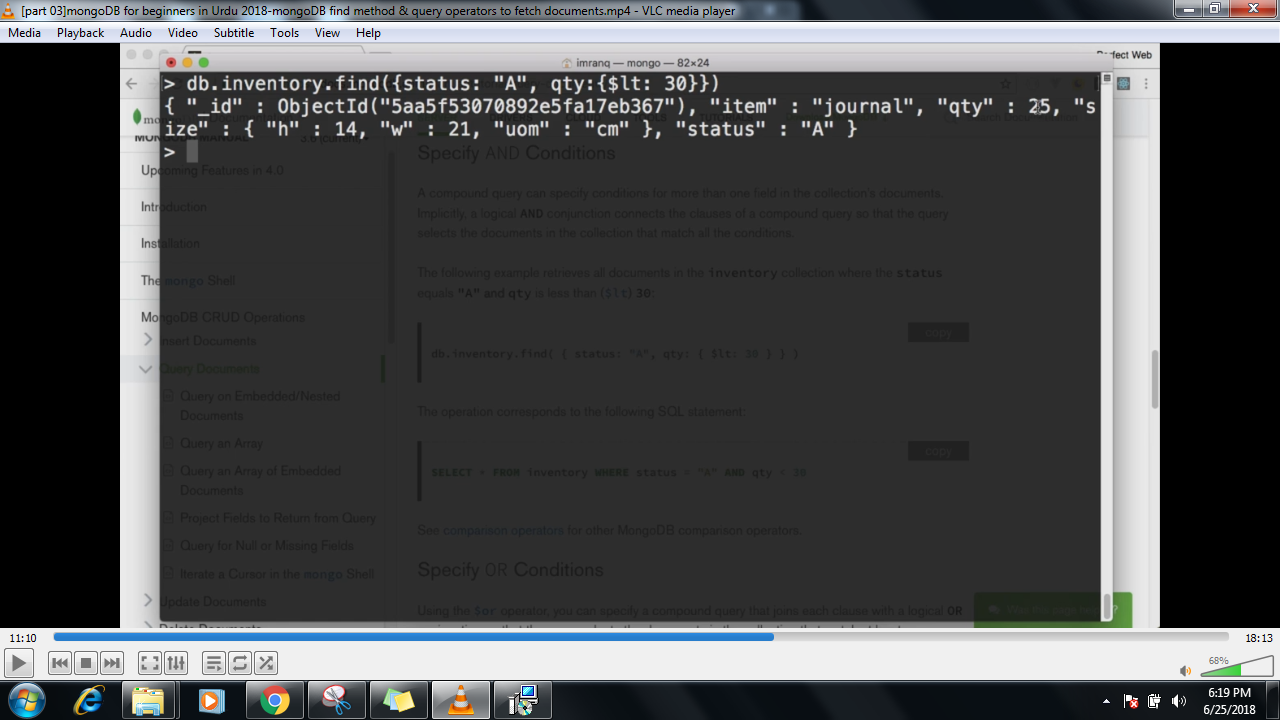 [part 03]mongoDB for beginners in Urdu 2018-mongoDB find method & query operators to fetch documents.mp4 - VLC media player
Media Playback Audio Video Subtitle Tools View Help
Perfect Web
imranq — mongo — 82×24
> db.inventory.find({status: "A", qty:{$lt: 30}})
{ "_id" : ObjectId("5aa5f53070892e5fa17eb367"), "item" : "journal", "qty" : 25, "s
ize" : { "h" : 14, "w" : 21, "uom" : "cm" }, "status" : "A" }
>
Upcoming Features in 4.0
Introduction
Installation
The mongo Shell
MongoDB CRUD Operations
Insert Documents
Query Documents
Query on Embedded/Nested
Documents
Query an Array
Query an Array of Embedded
Documents
Project Fields to Return from Query
Query for Null or Missing Fields
Iterate a Cursor in the mongo Shell
Update Documents
Delete Documents
Specify AND Conditions
A compound query can specify conditions for more than one field in the collection's documents.
Implicitly, a logical AND conjunction connects the clauses of a compound query so that the query
selects the documents in the collection that match all the conditions.
The following example retrieves all documents in the inventory collection where the status
equals "A" and qty is less than ($lt) 30:
copy
db.inventory.find( { status: "A", qty: { $lt: 30 } } )
The operation corresponds to the following SQL statement:
copy
SELECT * FROM inventory WHERE status = "A" AND qty < 30
See comparison operators for other MongoDB comparison operators.
Specify OR Conditions
Using the $or operator, you can specify a compound query that joins each clause with a logical OR
11:10
18:13
68%
6:19 PM
6/25/2018